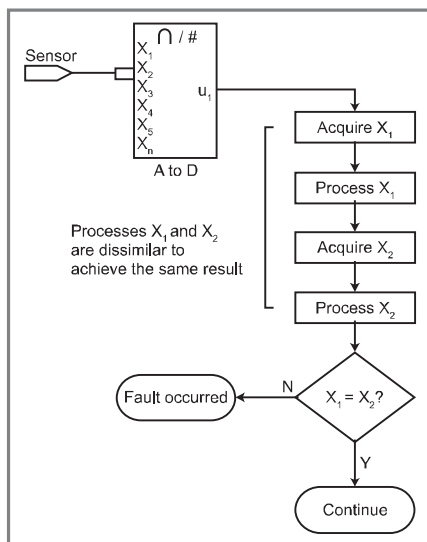 Sensor
∩ / #
X₁
X₂
X₃
X₄
X₅
Xₙ
u₁
A to D
Acquire X₁
Process X₁
Acquire X₂
Process X₂
Processes X₁ and X₂
are dissimilar to
achieve the same result
X₁ = X₂?
N
Fault occurred
Y
Continue